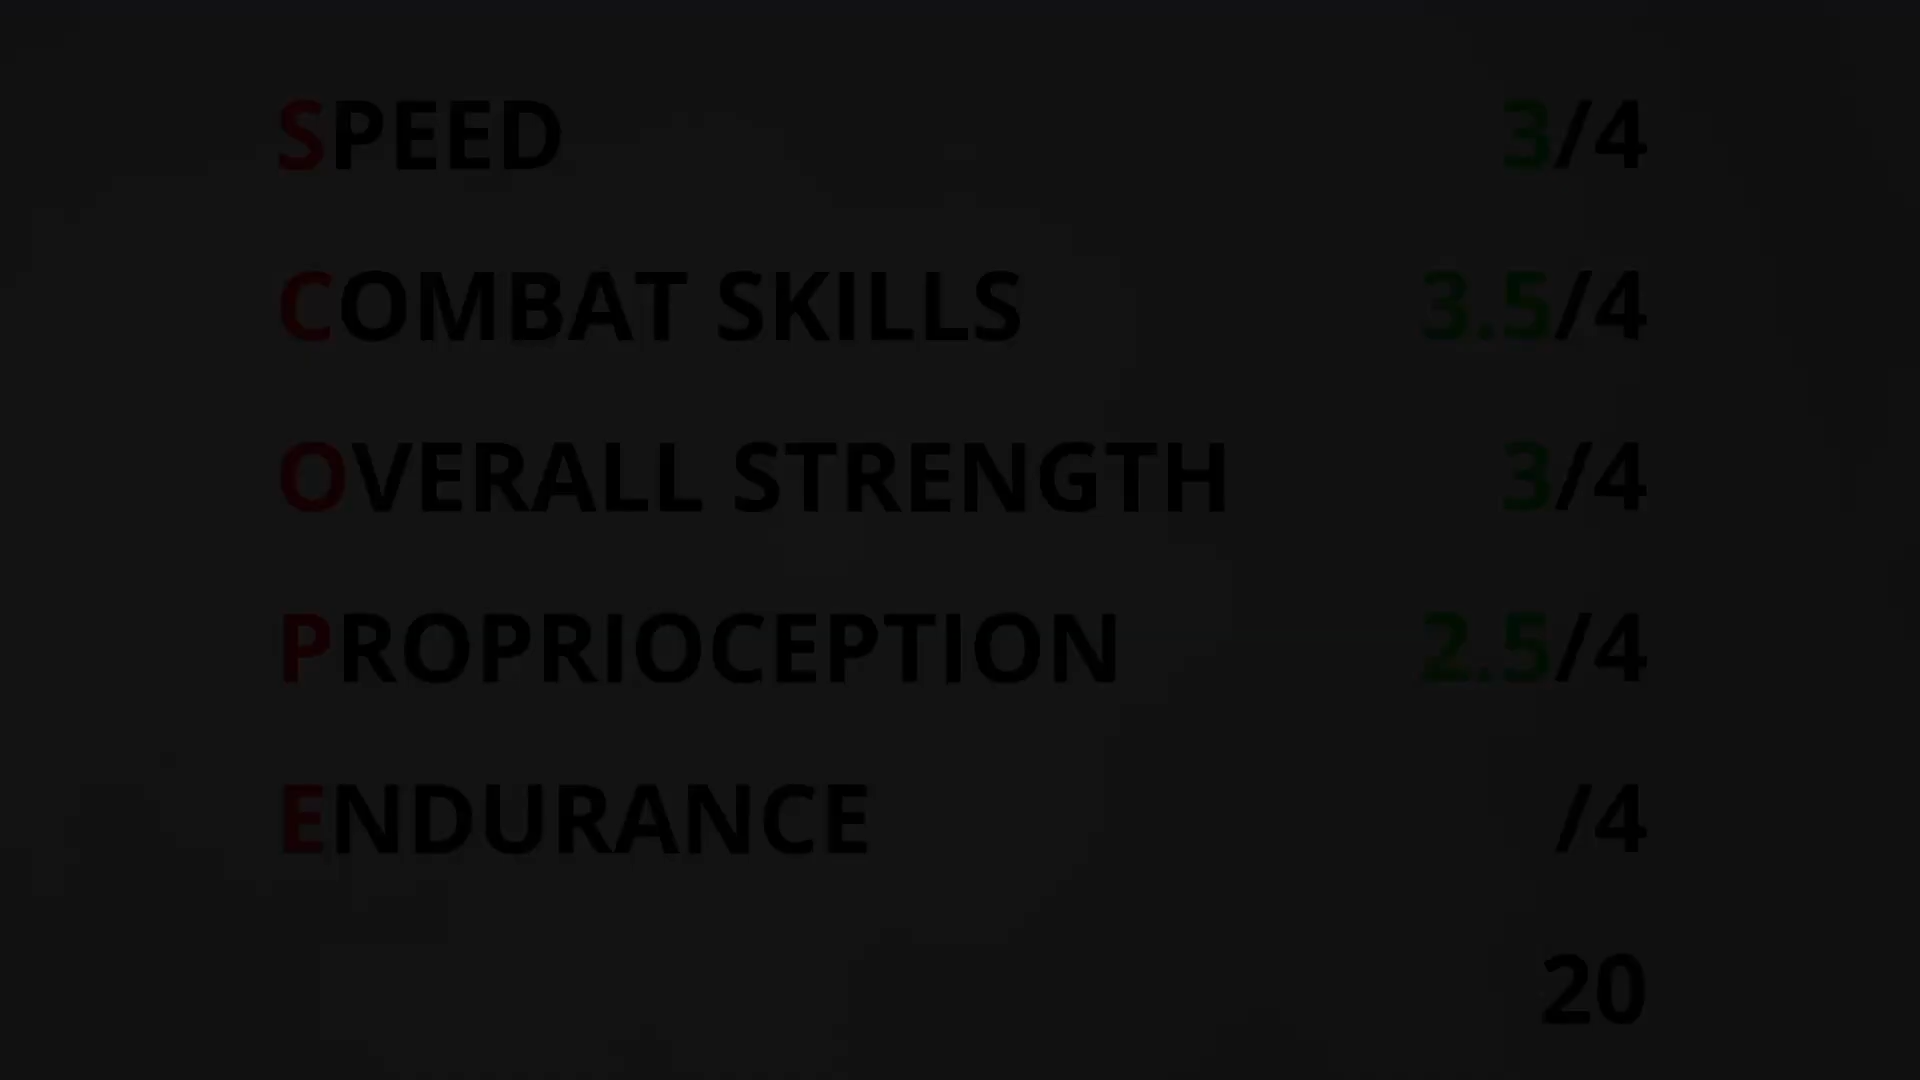 SPEED 3/4
COMBAT SKILLS 3.5/4
OVERALL STRENGTH 3/4
PROPRIOCEPTION 2.5/4
ENDURANCE /4
20